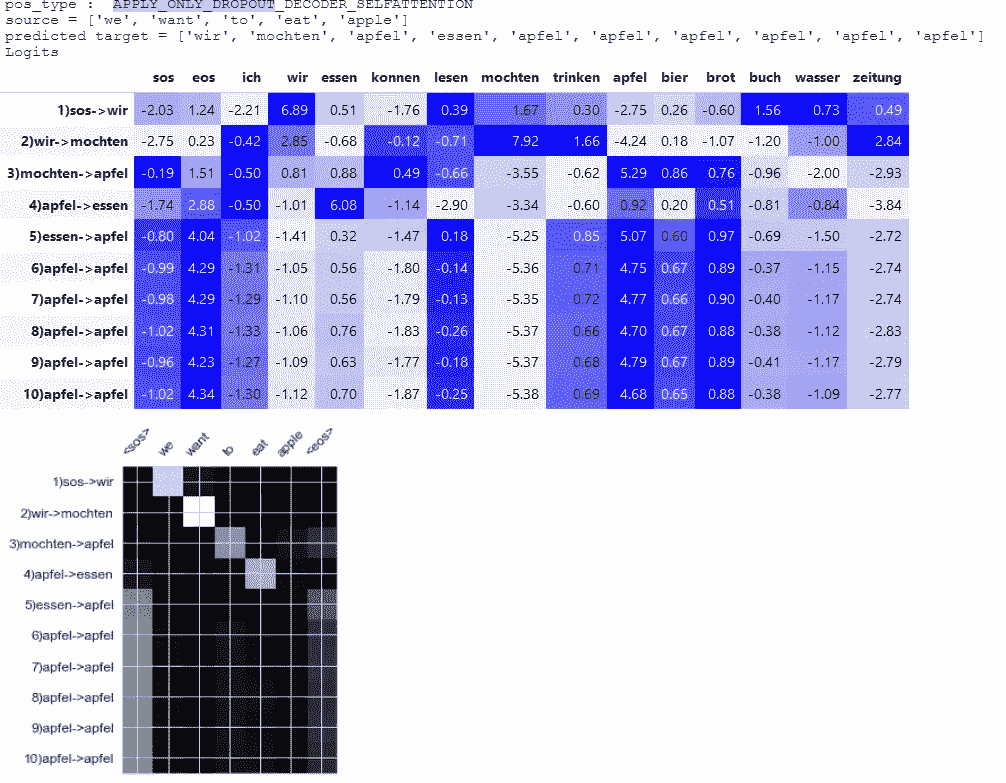 pos_type :  APPLY_ONLY_DROPOUT_DECODER_SELFATTENTION
source = ['we', 'want', 'to', 'eat', 'apple']
predicted target = ['wir', 'mochten', 'apfel', 'essen', 'apfel', 'apfel', 'apfel', 'apfel', 'apfel', 'apfel']
Logits
sos eos ich wir essen konnen lesen mochten trinken apfel bier brot buch wasser zeitung
1)sos->wir -2.03 1.24 -2.21 6.89 0.51 -1.76 0.39 1.67 0.30 -2.75 0.26 -0.60 1.56 0.73 0.49
2)wir->mochten -2.75 0.23 -0.42 2.85 -0.68 -0.12 -0.71 7.92 1.66 -4.24 0.18 -1.07 -1.20 -1.00 2.84
3)mochten->apfel -0.19 1.51 -0.50 0.81 0.88 0.49 -0.66 -3.55 -0.62 5.29 0.86 0.76 -0.96 -2.00 -2.93
4)apfel->essen -1.74 2.88 -0.50 -1.01 6.08 -1.14 -2.90 -3.34 -0.60 0.92 0.20 0.51 -0.81 -0.84 -3.84
5)essen->apfel -0.80 4.04 -1.02 -1.41 0.32 -1.47 0.18 -5.25 0.85 5.07 0.60 0.97 -0.69 -1.50 -2.72
6)apfel->apfel -0.99 4.29 -1.31 -1.05 0.56 -1.80 -0.14 -5.36 0.71 4.75 0.67 0.89 -0.37 -1.15 -2.74
7)apfel->apfel -0.98 4.29 -1.29 -1.10 0.56 -1.79 -0.13 -5.35 0.72 4.77 0.66 0.90 -0.40 -1.17 -2.74
8)apfel->apfel -1.02 4.31 -1.33 -1.06 0.76 -1.83 -0.26 -5.37 0.66 4.70 0.67 0.88 -0.38 -1.12 -2.83
9)apfel->apfel -0.96 4.23 -1.27 -1.09 0.63 -1.77 -0.18 -5.37 0.68 4.79 0.67 0.89 -0.41 -1.17 -2.79
10)apfel->apfel -1.02 4.34 -1.30 -1.12 0.70 -1.87 -0.25 -5.38 0.69 4.68 0.65 0.88 -0.38 -1.09 -2.77
<sos> we want to eat apple <eos>
1)sos->wir
2)wir->mochten
3)mochten->apfel
4)apfel->essen
5)essen->apfel
6)apfel->apfel
7)apfel->apfel
8)apfel->apfel
9)apfel->apfel
10)apfel->apfel